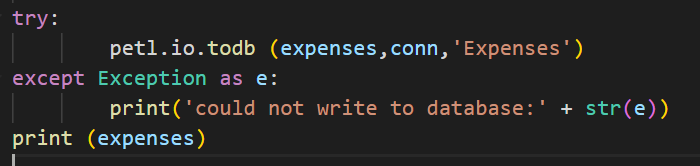 try:
        petl.io.todb (expenses,conn,'Expenses')
except Exception as e:
        print('could not write to database:' + str(e))
print (expenses)